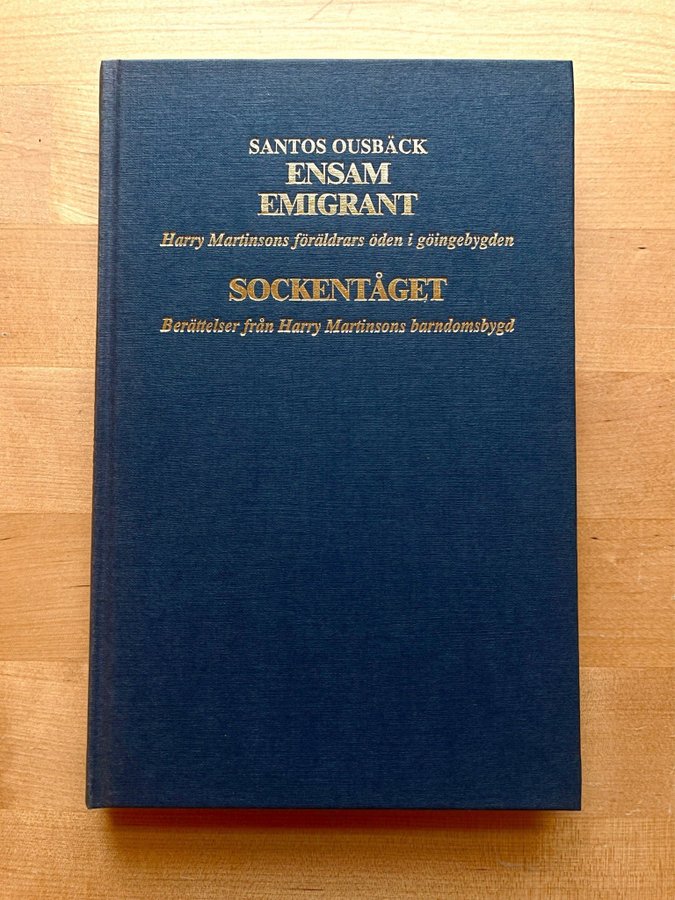 SANTOS OUSBÄCK
ENSAM
EMIGRANT
Harry Martinsons föräldrars öden i göingebygden
SOCKENTÅGET
Berättelser från Harry Martinsons barndomsbygd